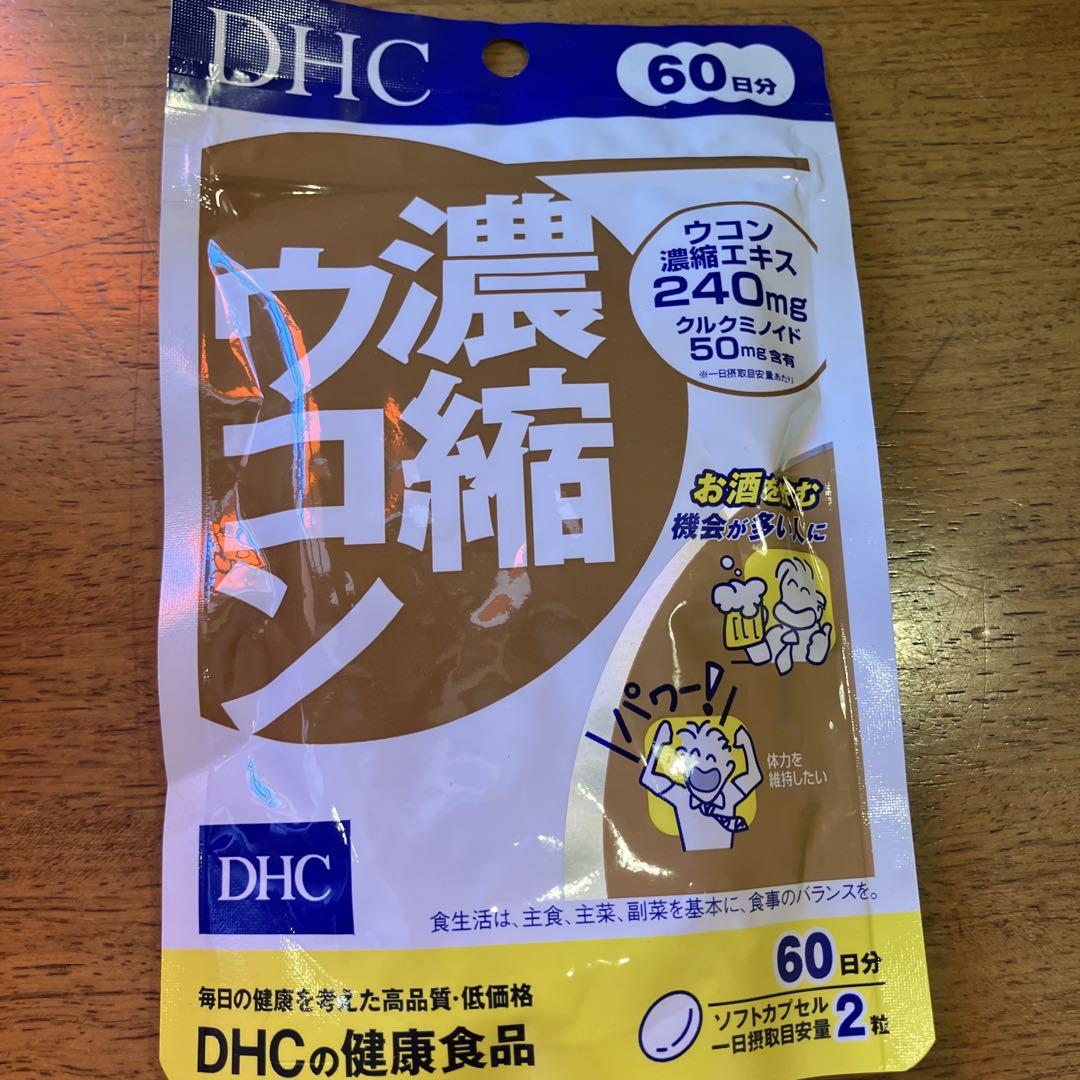 DHC
60日分
濃縮
ウコン
ウコン
濃縮エキス
240mg
クルクミノイド
50mg含有
※一日摂取目安量あたり
お酒を飲む
機会が多い人に
パワー!
体力を
維持したい
DHC
食生活は、主食、主菜、副菜を基本に、食事のバランスを。
毎日の健康を考えた高品質・低価格
DHCの健康食品
60日分
ソフトカプセル
一日摂取目安量2粒